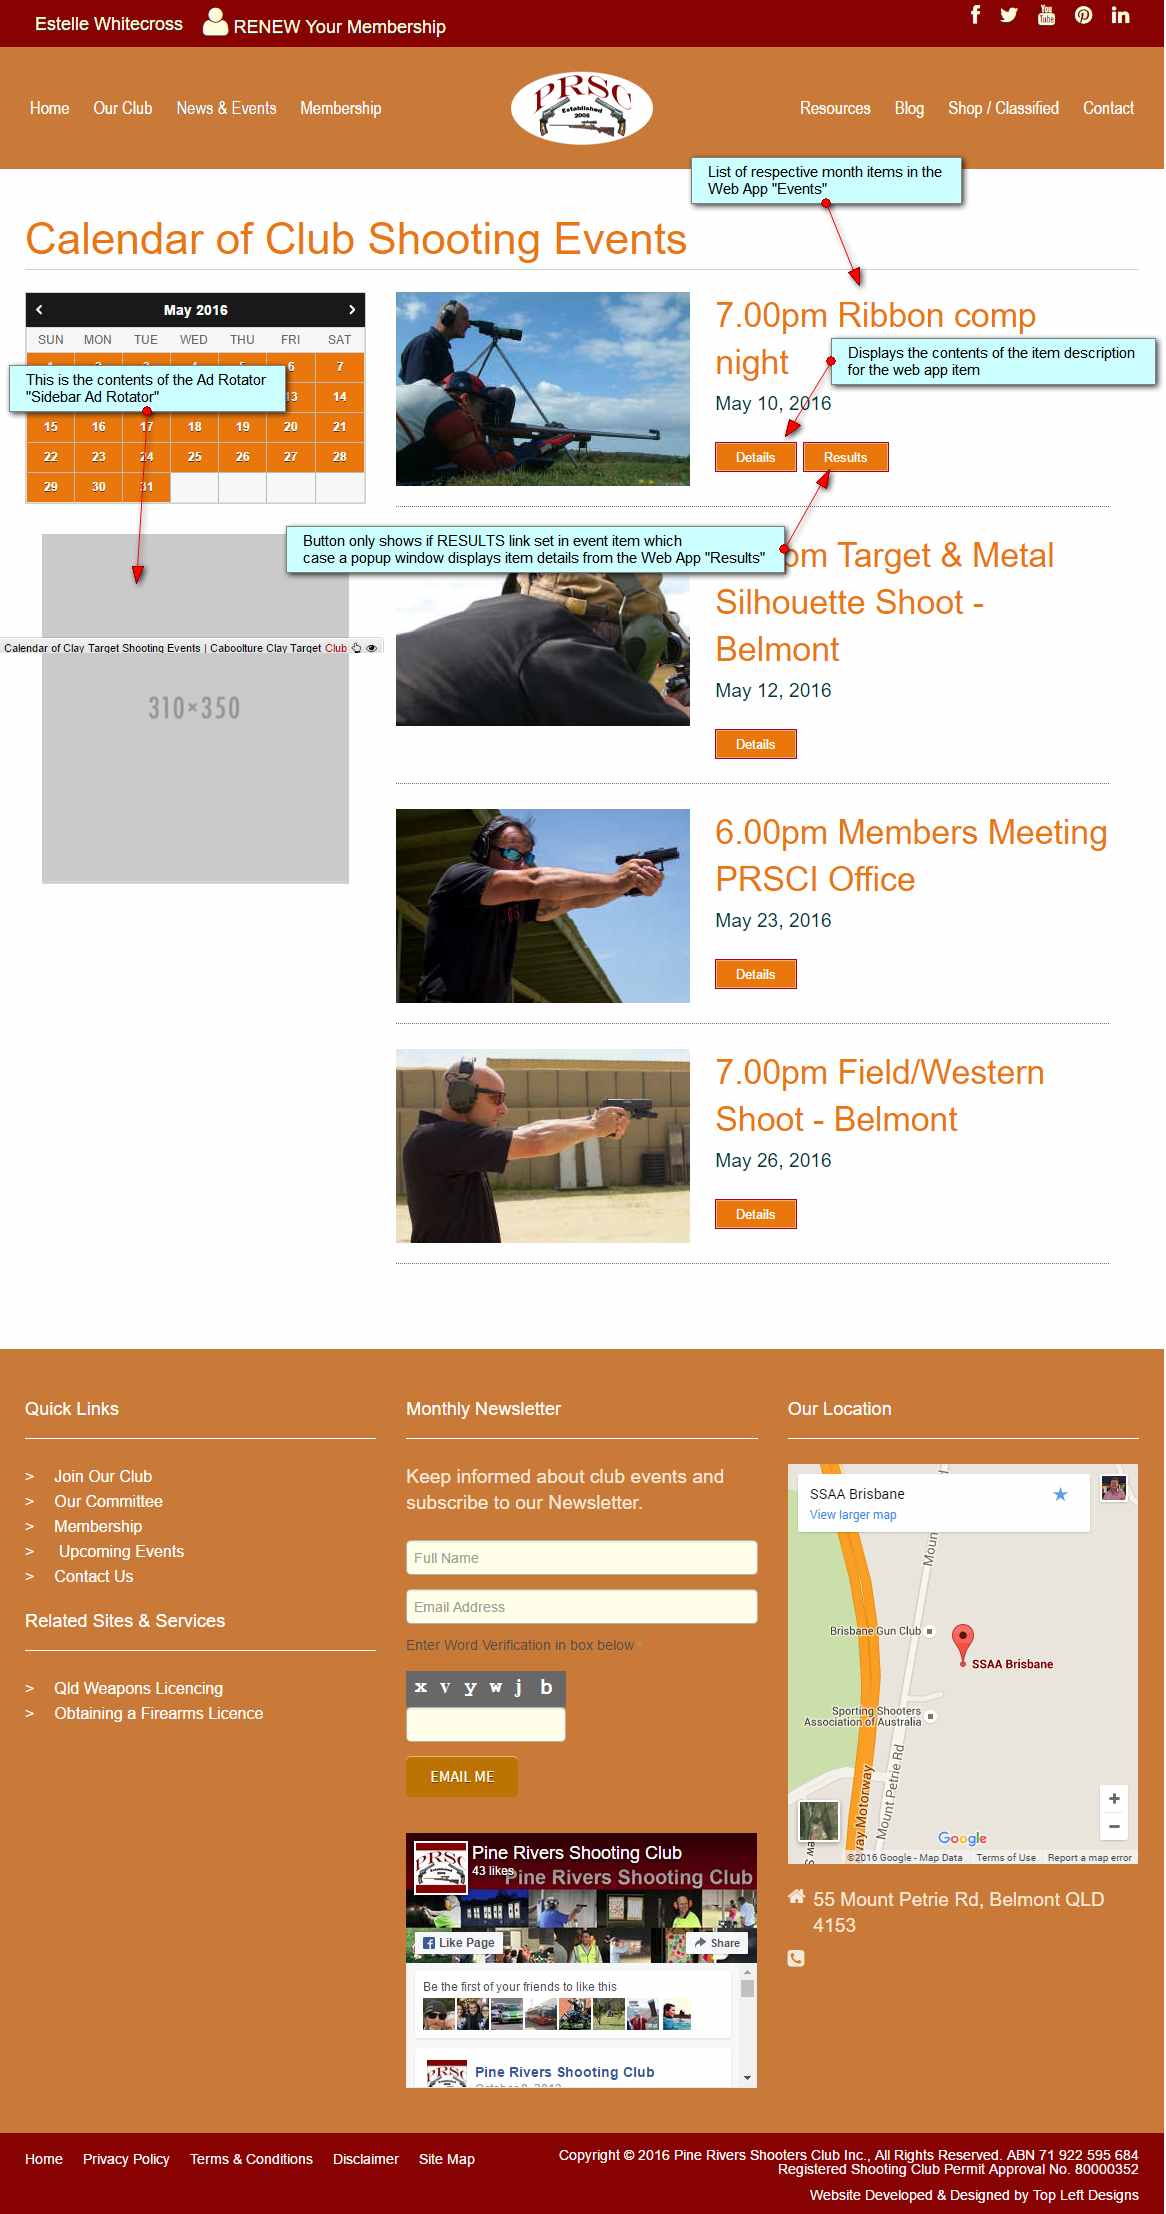 Estelle Whitecross
RENEW Your Membership
You
Tube
Home Our Club News & Events Membership
PRSC
Established
Resources Blog Shop / Classified Contact
List of respective month items in the
Web App "Events"
Calendar of Club Shooting Events
May 2016
SUN MON TUE WED THU FRI SAT
6 7
13 14
15 16 17 18 19 20 21
22 23 24 25 26 27 28
29 30 31
This is the contents of the Ad Rotator
"Sidebar Ad Rotator"
7.00pm Ribbon comp
night
Displays the contents of the item description
for the web app item
May 10, 2016
Details Results
Button only shows if RESULTS link set in event item which
case a popup window displays item details from the Web App "Results"
Calendar of Clay Target Shooting Events | Caboolture Clay Target Club
310×350
om Target & Metal
Silhouette Shoot -
Belmont
May 12, 2016
Details
6.00pm Members Meeting
PRSCI Office
May 23, 2016
Details
7.00pm Field/Western
Shoot - Belmont
May 26, 2016
Details
Quick Links
> Join Our Club
> Our Committee
> Membership
> Upcoming Events
> Contact Us
Related Sites & Services
> Qld Weapons Licencing
> Obtaining a Firearms Licence
Monthly Newsletter
Keep informed about club events and
subscribe to our Newsletter.
Full Name
Email Address
Enter Word Verification in box below
x v y w j b
EMAIL ME
PRSC
Pine Rivers Shooting Club
43 likes
Pine Rivers Shooting Club
Like Page
Share
Be the first of your friends to like this
PRSC
Pine Rivers Shooting Club
Our Location
SSAA Brisbane
View larger map
Brisbane Gun Club
SSAA Brisbane
Sporting Shooters
Association of Australia
Mount Petrie Rd
way Motorway
Google
©2016 Google - Map Data Terms of Use Report a map error
55 Mount Petrie Rd, Belmont QLD
4153
Home Privacy Policy Terms & Conditions Disclaimer Site Map
Copyright © 2016 Pine Rivers Shooters Club Inc., All Rights Reserved. ABN 71 922 595 684
Registered Shooting Club Permit Approval No. 80000352
Website Developed & Designed by Top Left Designs